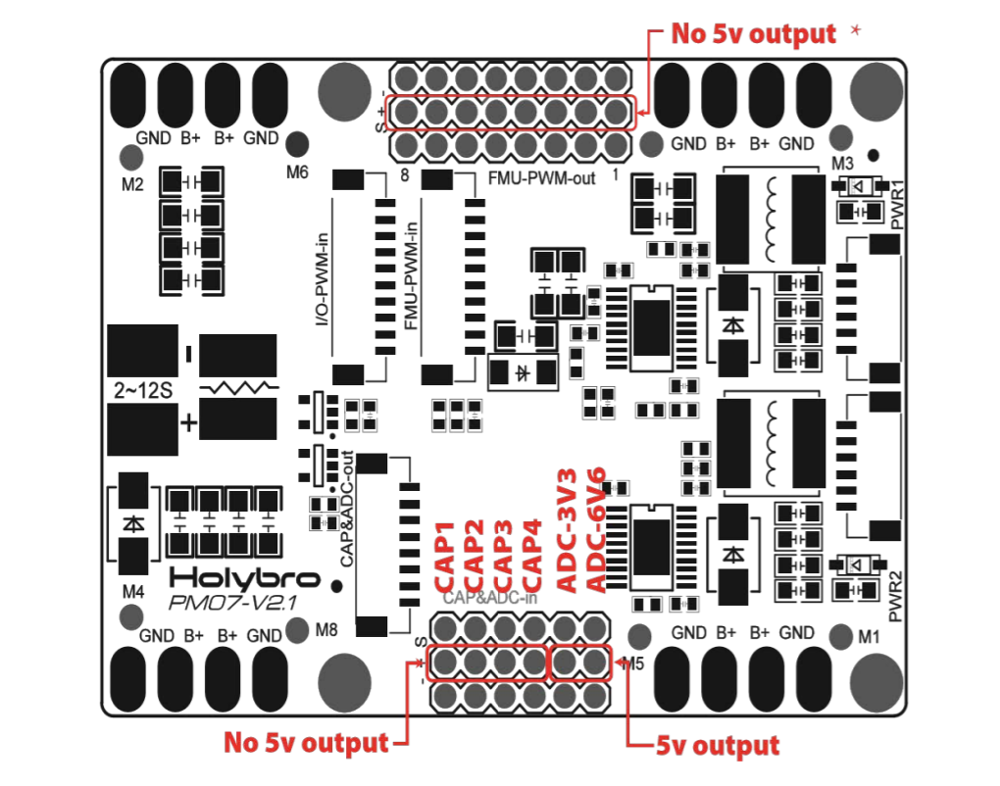 No 5v output *
-
+
S
GND B+ B+ GND
GND B+ B+ GND
M2
M6
8 FMU-PWM-out 1
M3
PWR1
I/O-PWM-in
FMU-PWM-in
2~12S
-
+
CAP&ADC-out
CAP1
CAP2
CAP3
CAP4
ADC-3V3
ADC-6V6
Holybro
PM07-V2.1
CAP&ADC-in
M4
PWR2
GND B+ B+ GND
M8
S
+
-
M5
GND B+ B+ GND
M1
No 5v output
5v output